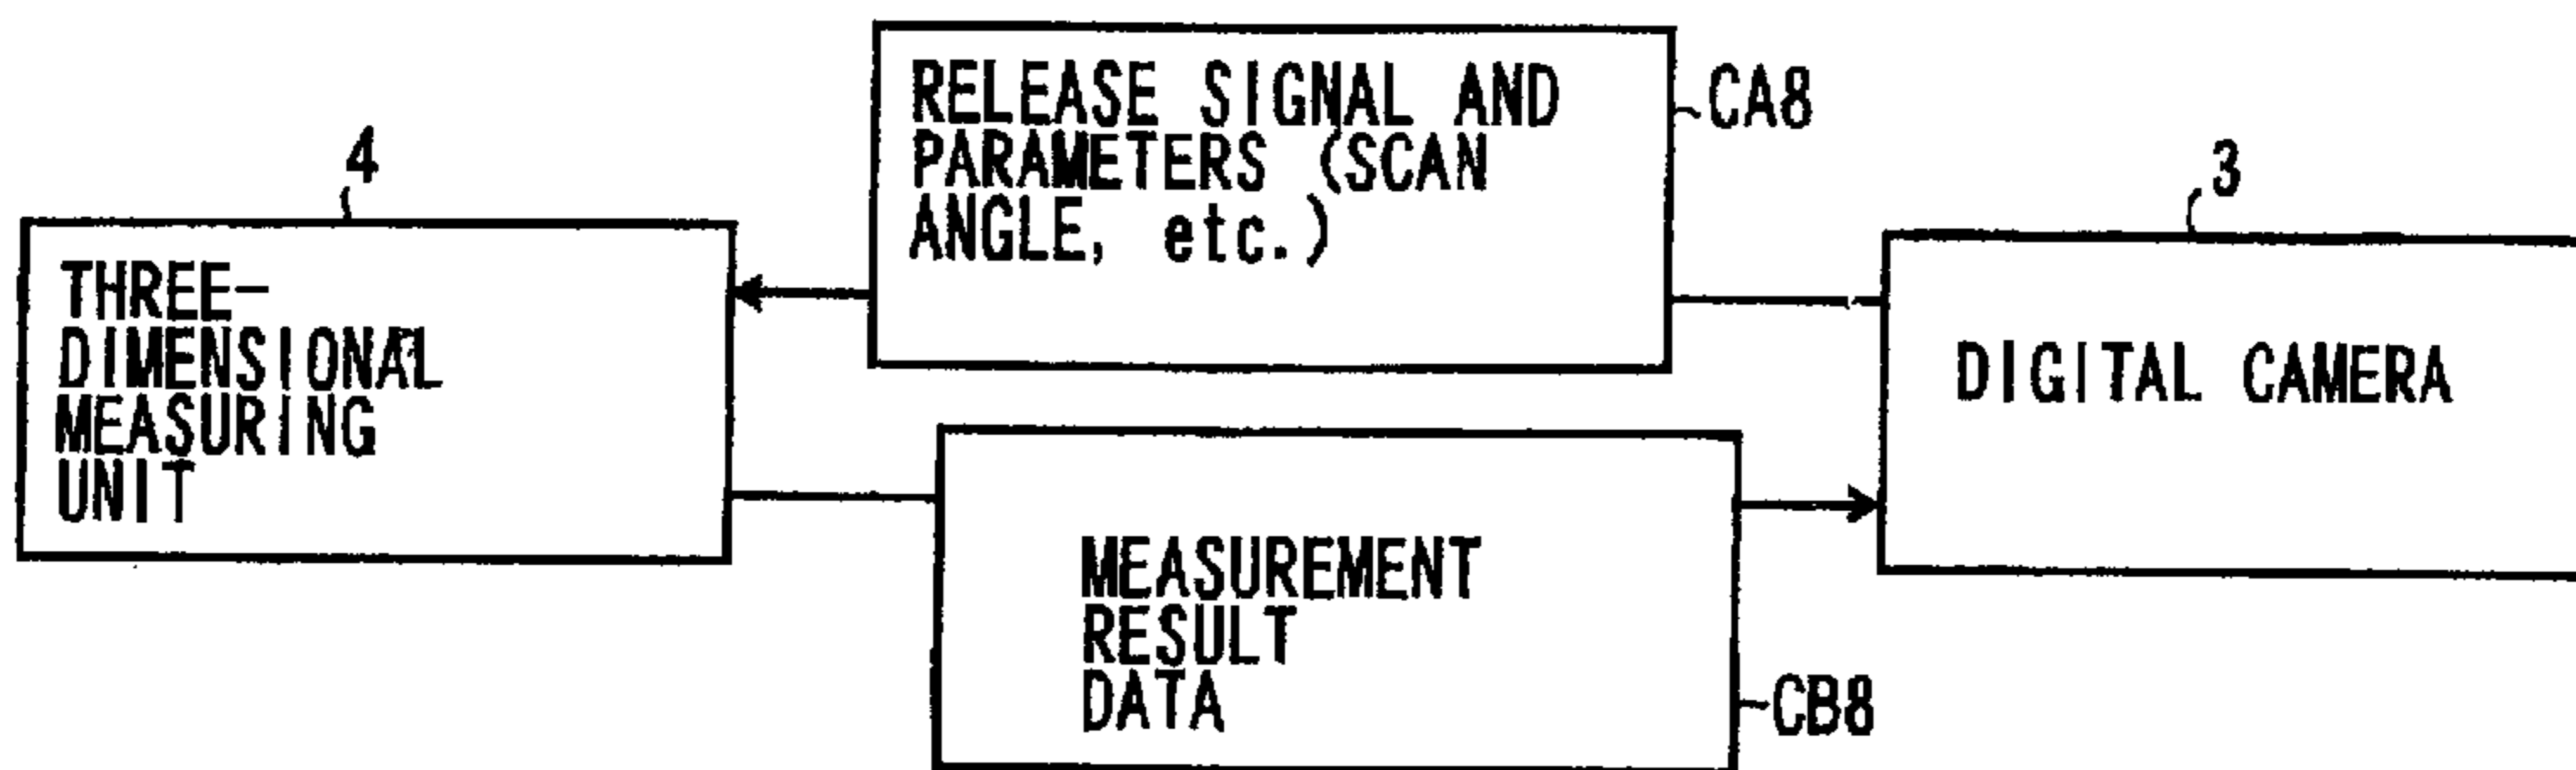 RELEASE SIGNAL AND
PARAMETERS (SCAN
ANGLE, etc.)
CA8
4
THREE-
DIMENSIONAL
MEASURING
UNIT
3
DIGITAL CAMERA
MEASUREMENT
RESULT
DATA
CB8